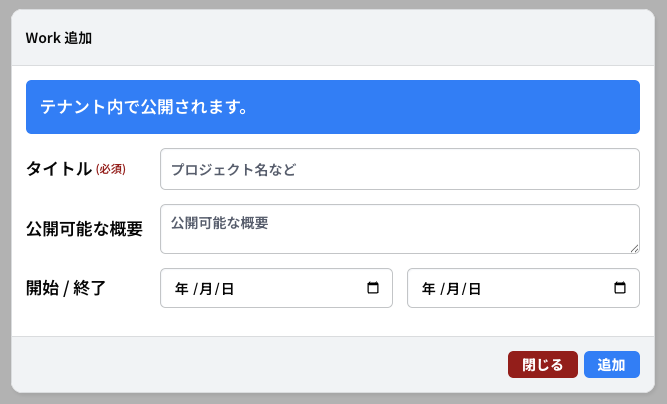 Work 追加
テナント内で公開されます。
タイトル (必須)
プロジェクト名など
公開可能な概要
公開可能な概要
開始 / 終了
年 /月/日
年 /月/日
閉じる
追加